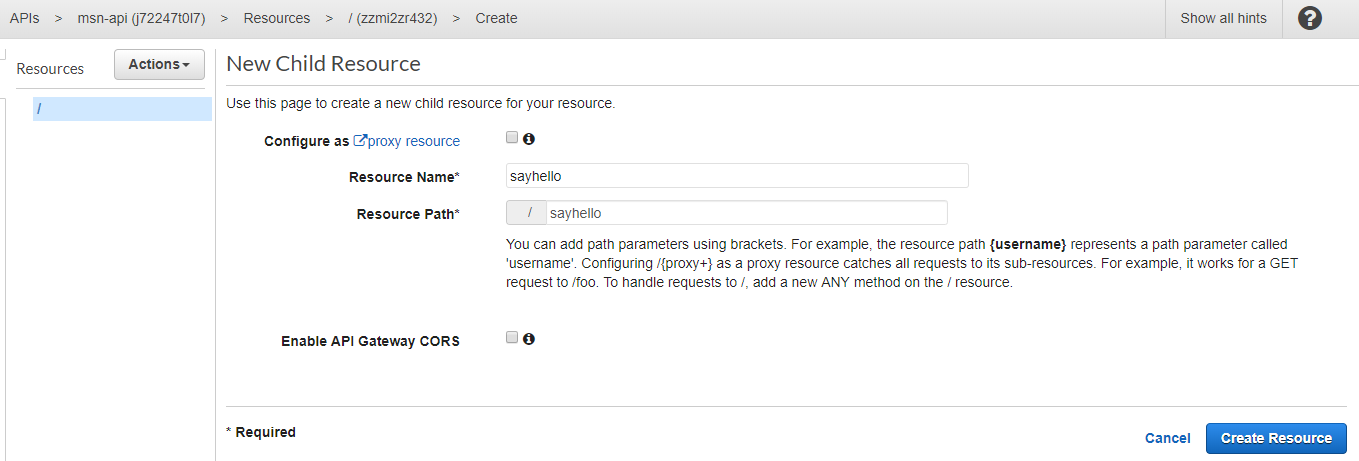 APIs > msn-api (j72247t0l7) > Resources > / (zzmi2zr432) > Create Show all hints ?
Resources Actions
/
New Child Resource
Use this page to create a new child resource for your resource.
Configure as proxy resource
Resource Name* sayhello
Resource Path* / sayhello
You can add path parameters using brackets. For example, the resource path {username} represents a path parameter called
'username'. Configuring /{proxy+} as a proxy resource catches all requests to its sub-resources. For example, it works for a GET
request to /foo. To handle requests to /, add a new ANY method on the / resource.
Enable API Gateway CORS
* Required
Cancel Create Resource